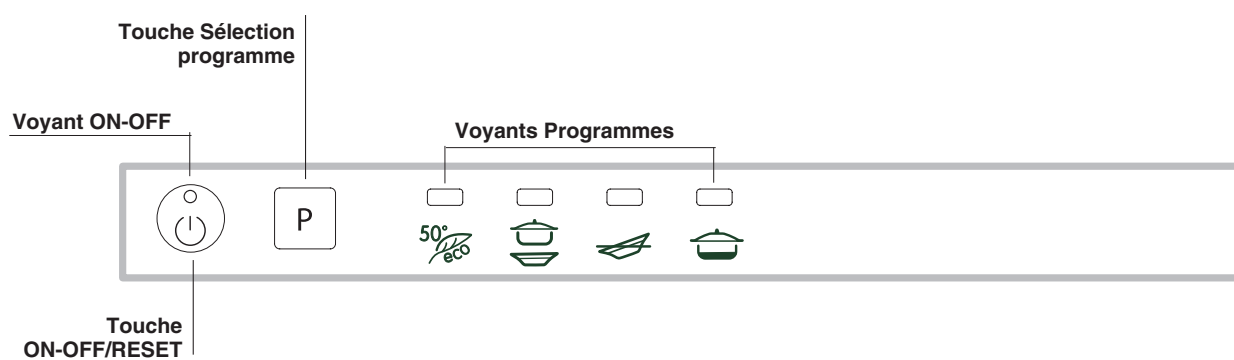 Touche Sélection
programme
Voyant ON-OFF
Voyants Programmes
P
50°
eco
Touche
ON-OFF/RESET